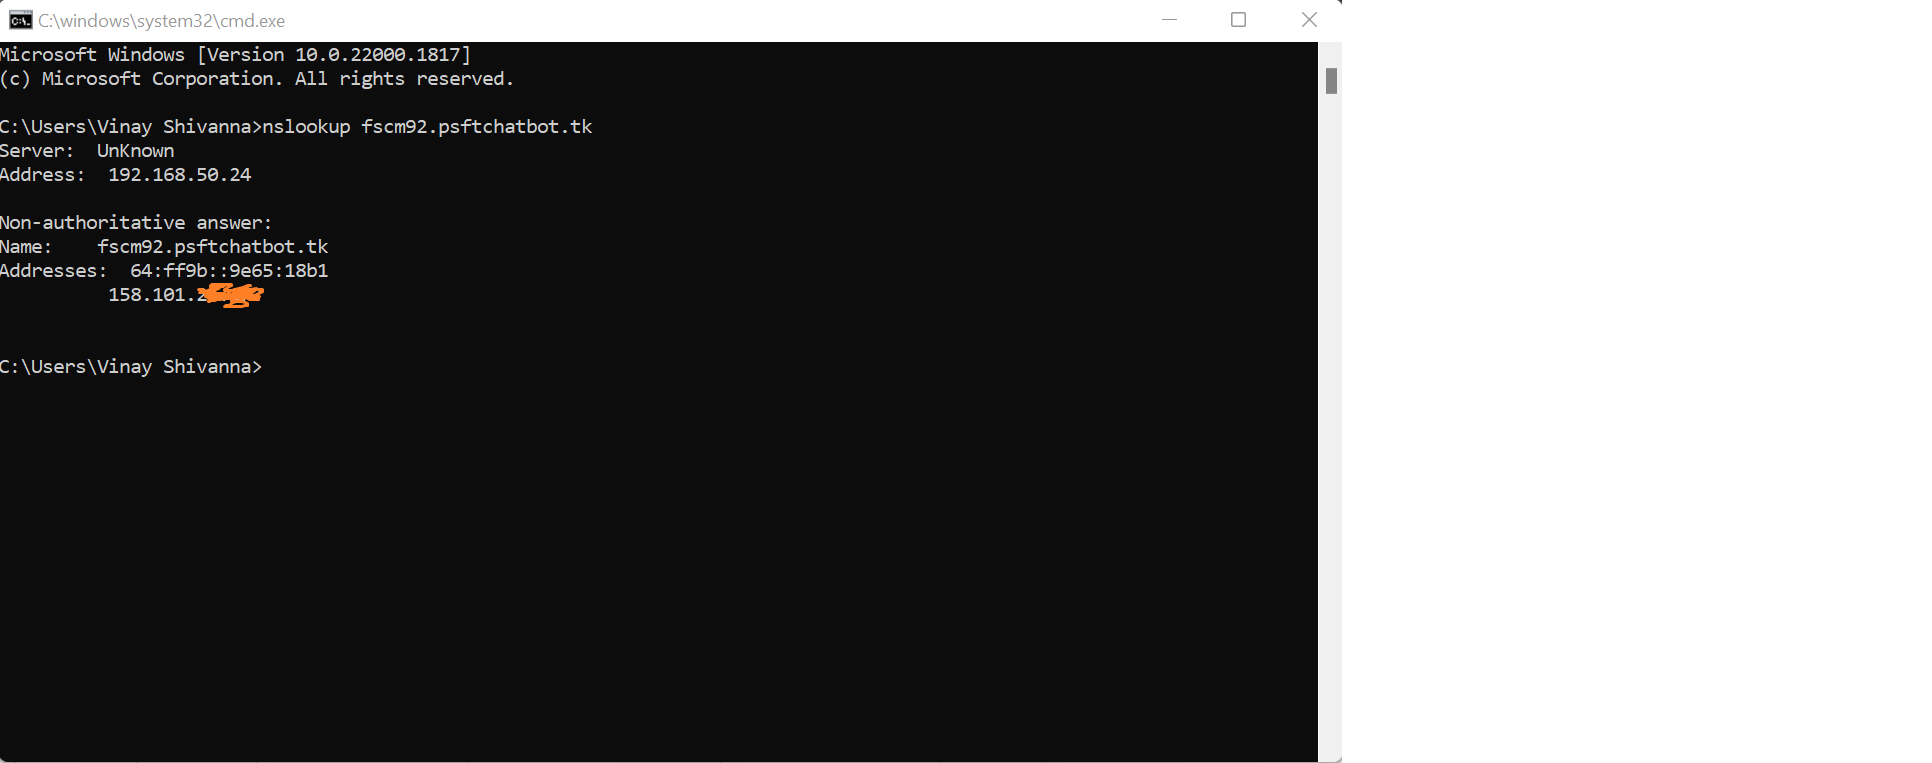 C:\windows\system32\cmd.exe
Microsoft Windows [Version 10.0.22000.1817]
(c) Microsoft Corporation. All rights reserved.
C:\Users\Vinay Shivanna>nslookup fscm92.psftchatbot.tk
Server:  UnKnown
Address:  192.168.50.24
Non-authoritative answer:
Name:    fscm92.psftchatbot.tk
Addresses:  64:ff9b::9e65:18b1
158.101.
C:\Users\Vinay Shivanna>